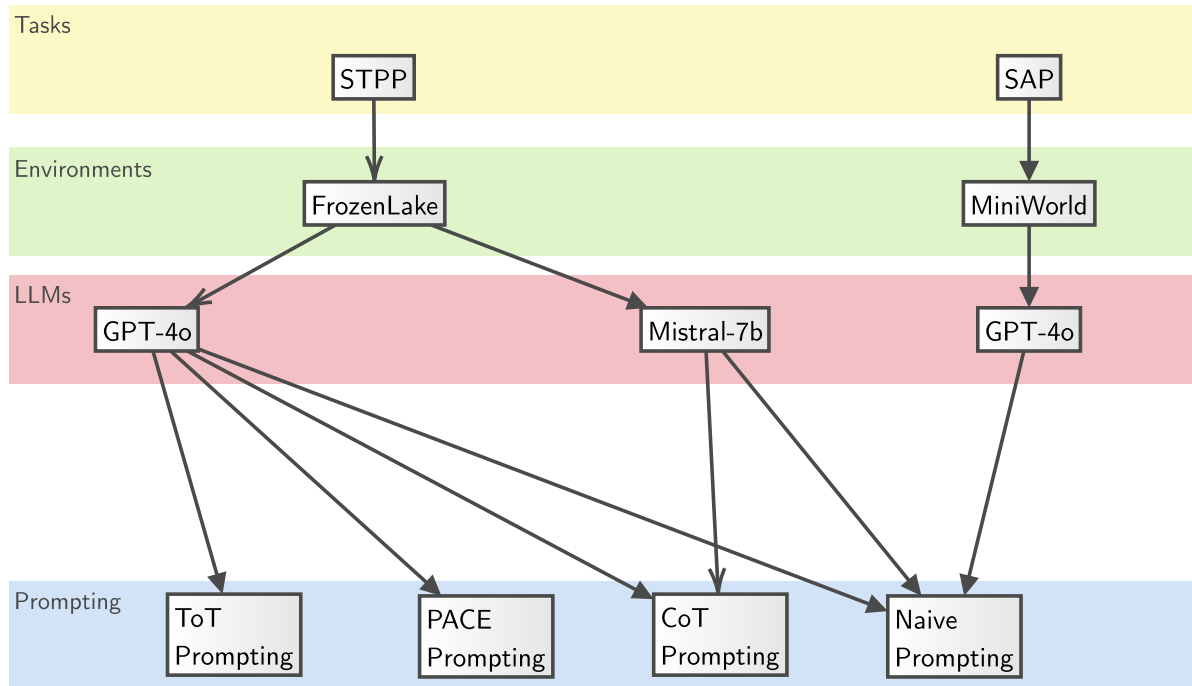 Tasks
STPP
SAP
Environments
FrozenLake
MiniWorld
LLMs
GPT-4o
Mistral-7b
GPT-4o
Prompting
ToT
Prompting
PACE
Prompting
CoT
Prompting
Naive
Prompting